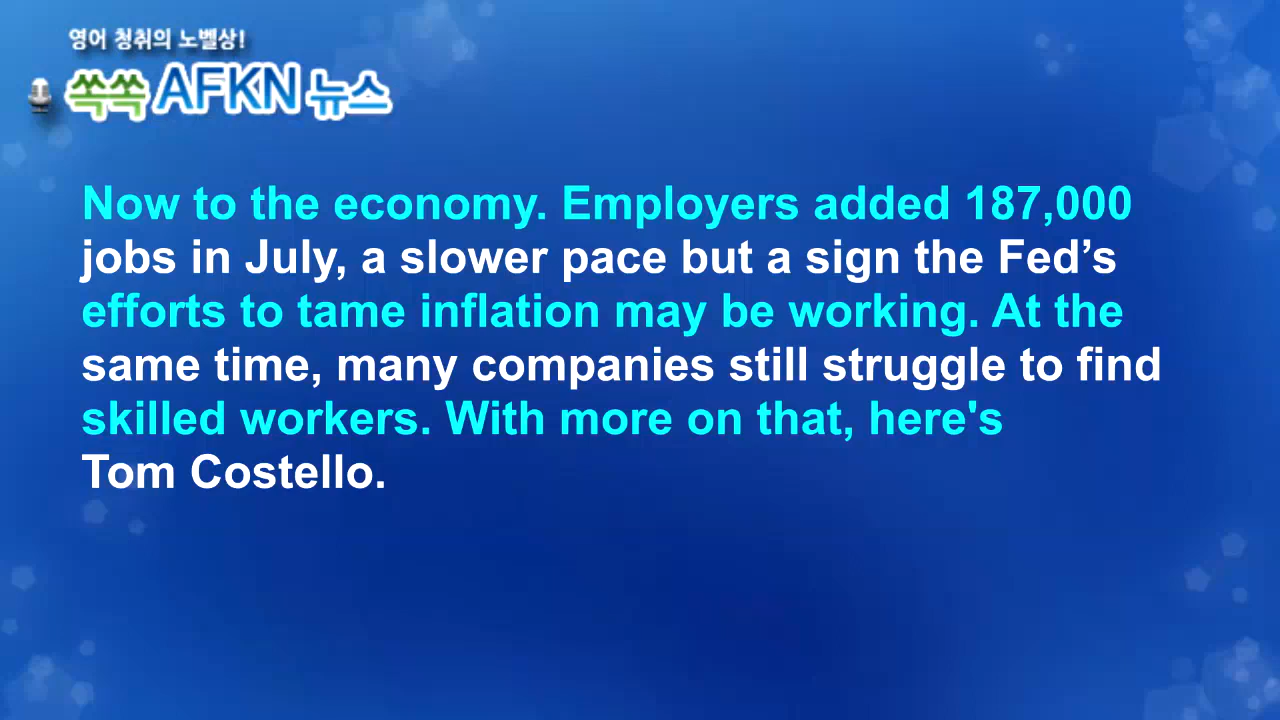 영어 청취의 노벨상!
쏙쏙 AFKN 뉴스
Now to the economy. Employers added 187,000
jobs in July, a slower pace but a sign the Fed’s
efforts to tame inflation may be working. At the
same time, many companies still struggle to find
skilled workers. With more on that, here's
Tom Costello.